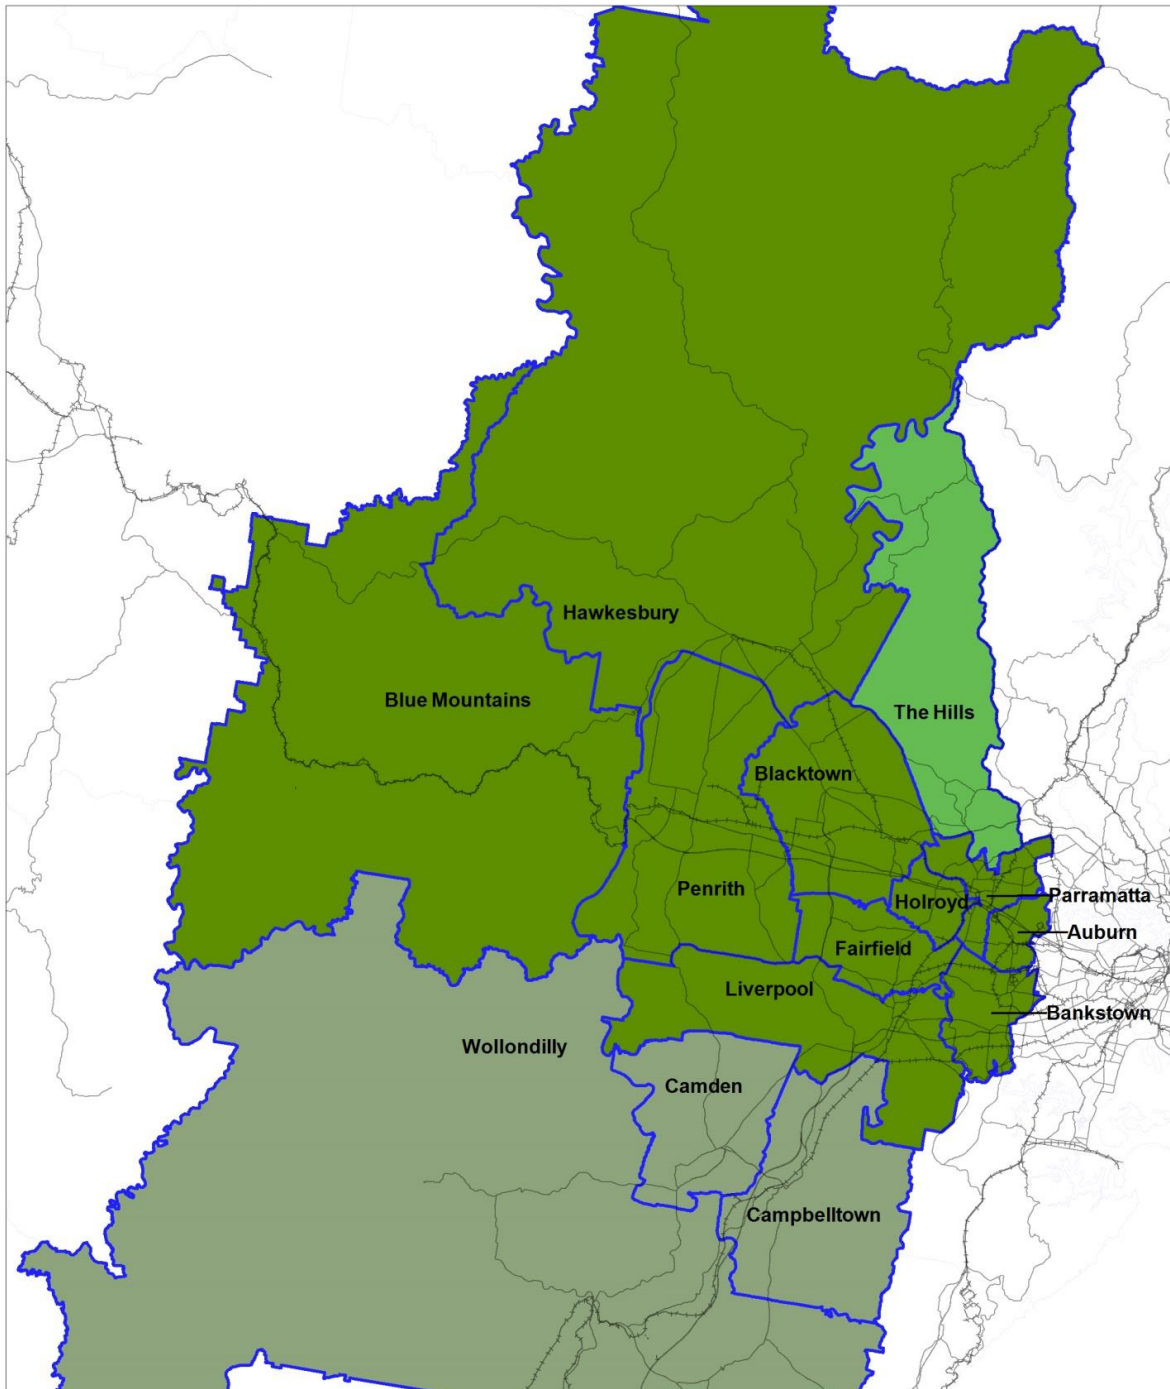 Hawkesbury
Blue Mountains
The Hills
Blacktown
Penrith
Holroyd
Parramatta
Auburn
Fairfield
Liverpool
Bankstown
Wollondilly
Camden
Campbelltown